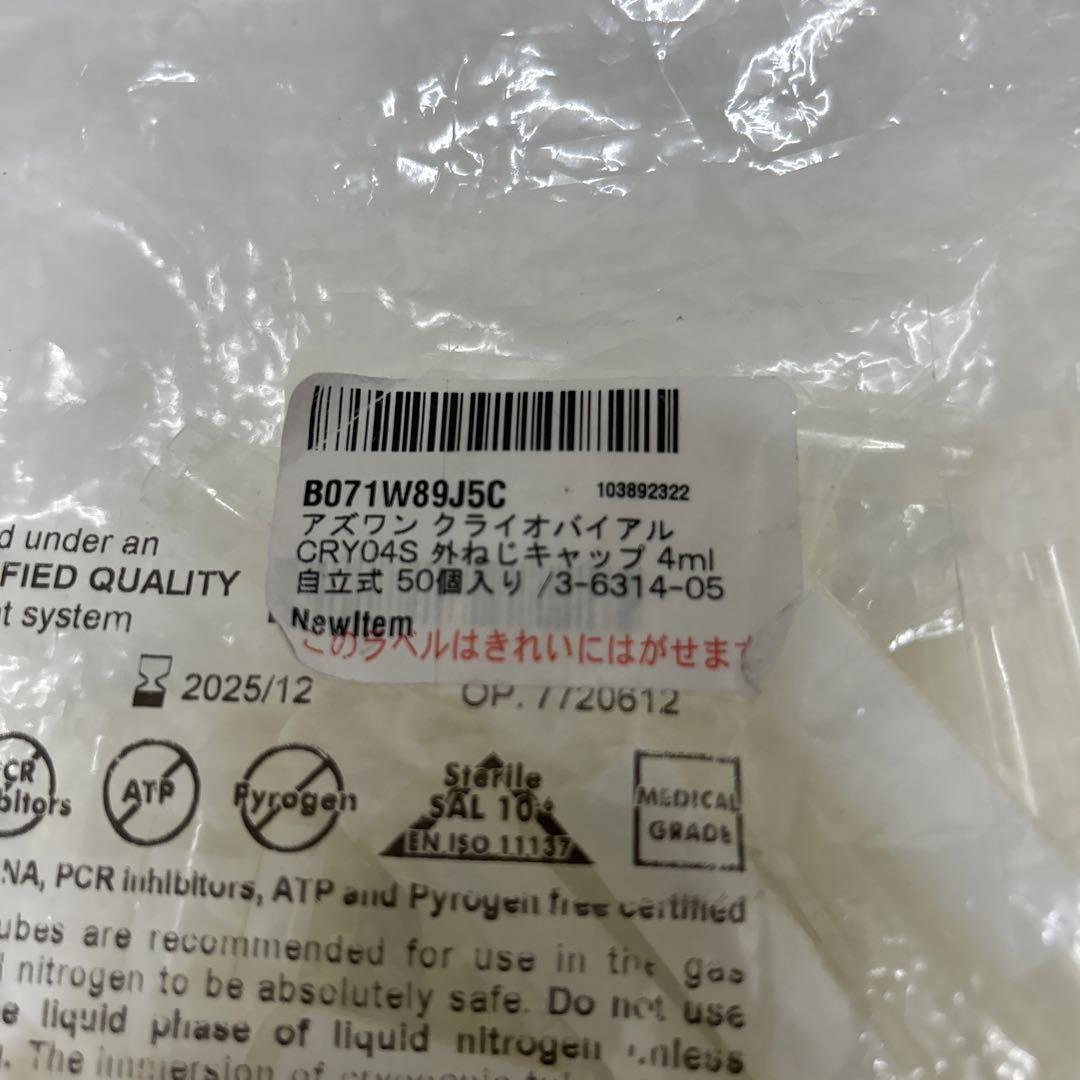 B071W89J5C 103892322
アズワン クライオバイアル
CRY04S 外ねじキャップ 4ml
自立式 50個入り /3-6314-05
NewItem
このラベルはきれいにはがせます
d under an
FIED QUALITY
t system
2025/12
OP. 7720612
CR
bitors
ATP
Pyrogen
Sterile
SAL 10
EN ISO 11137
MEDICAL
GRADE
NA, PCR inhibitors, ATP and Pyrogen free certified
ubes are recommended for use in the gas
nitrogen to be absolutely safe. Do not use
e liquid phase of liquid nitrogen unless
. The immersion of cryogenic